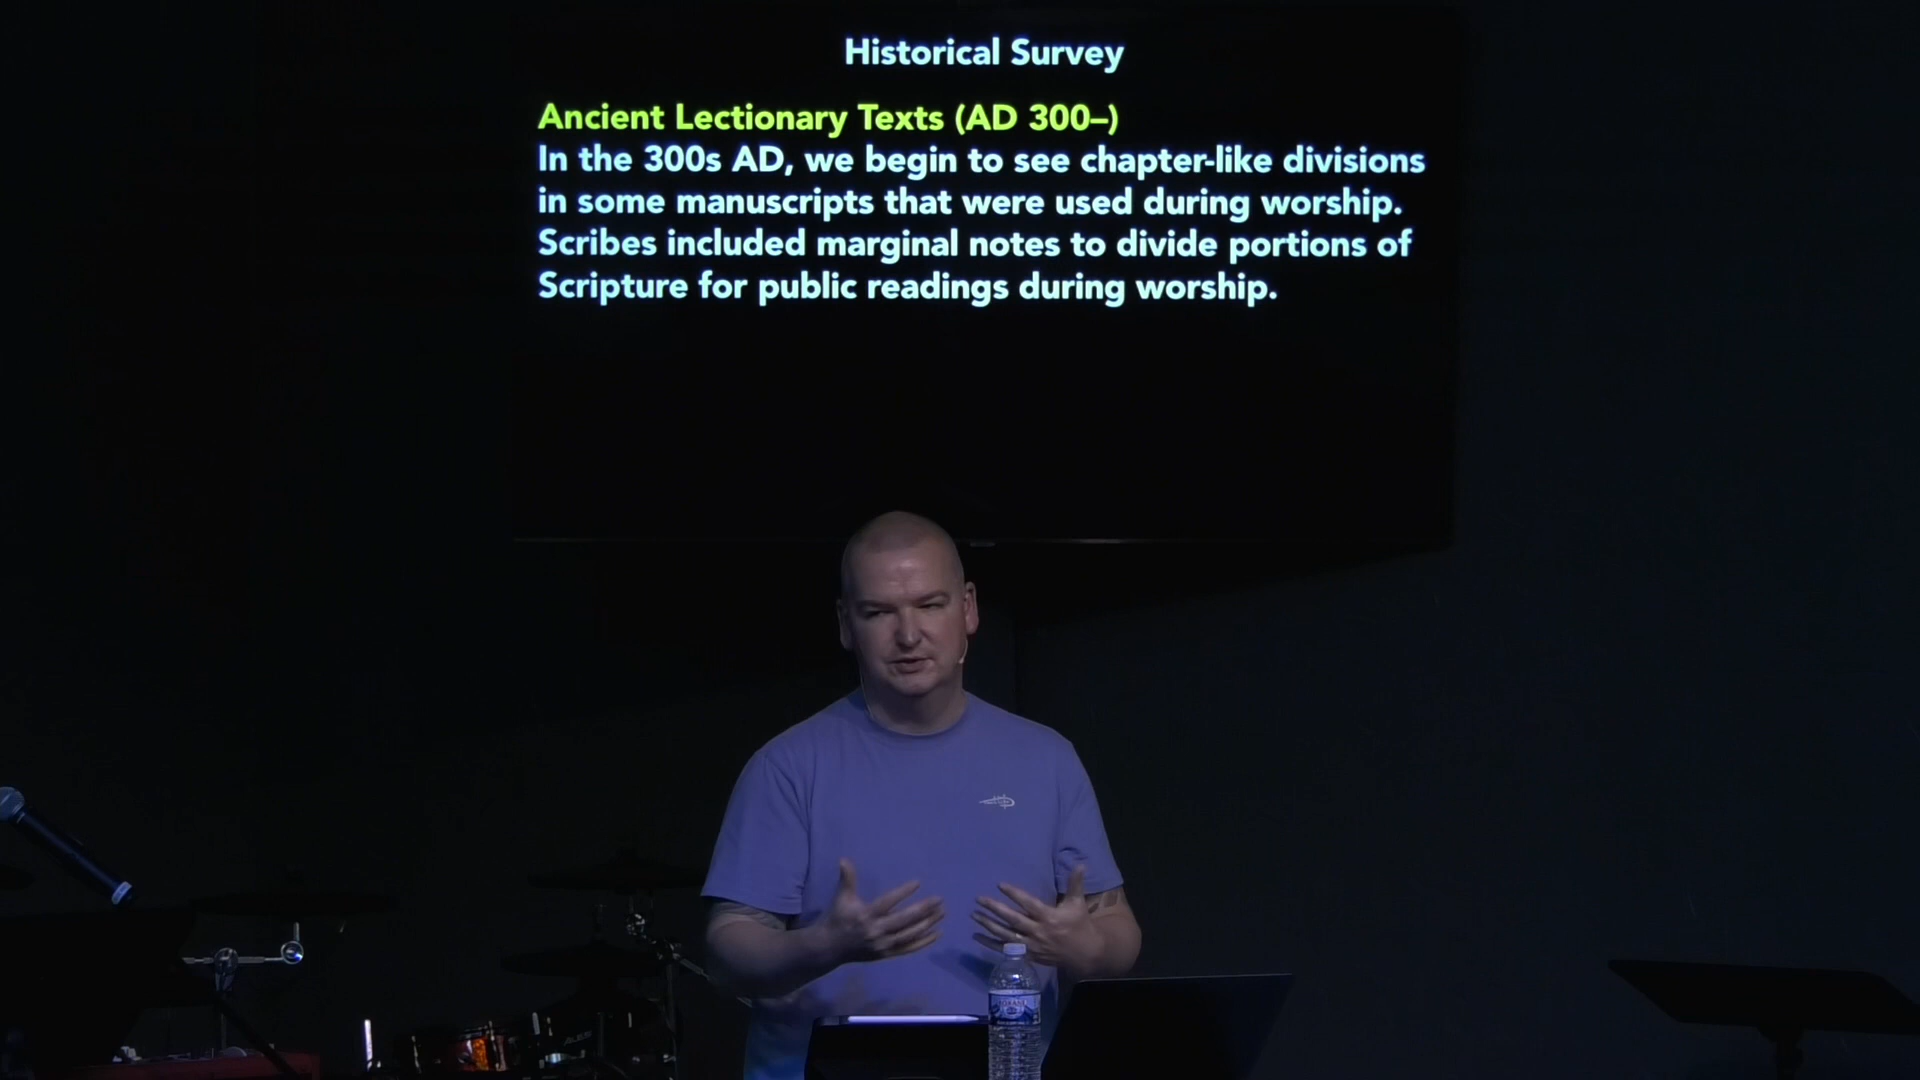 Historical Survey
Ancient Lectionary Texts (AD 300–)
In the 300s AD, we begin to see chapter-like divisions
in some manuscripts that were used during worship.
Scribes included marginal notes to divide portions of
Scripture for public readings during worship.